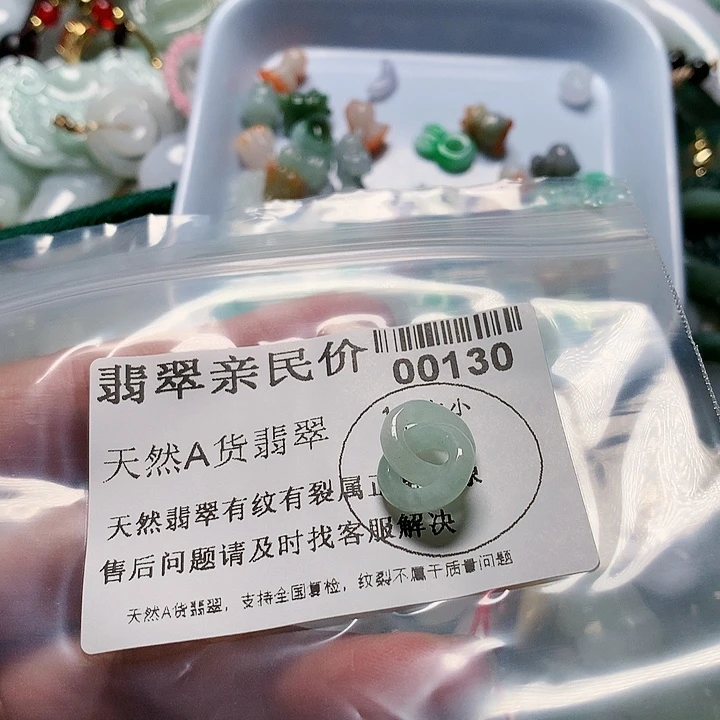 翡翠亲民价
00130
小
天然A货翡翠
天然翡翠有纹有裂属正
售后问题请及时找客服解决
天然A货翡翠，支持全国复检，纹裂不属于质量问题